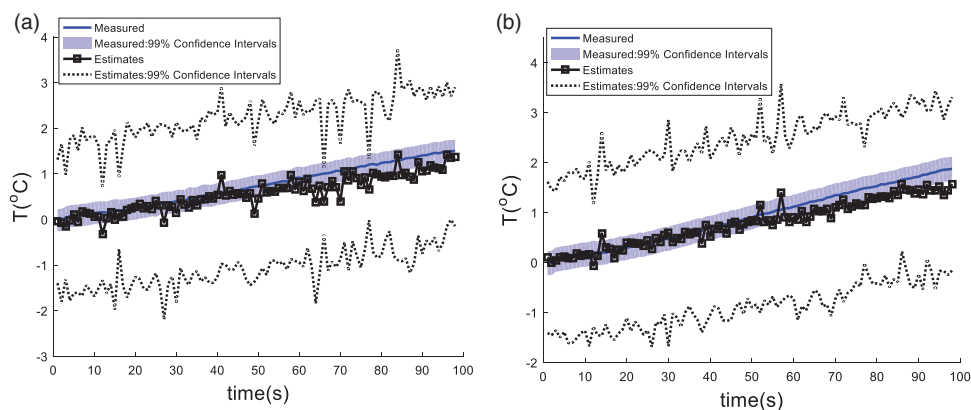 (a)
Measured
Measured:99% Confidence Intervals
Estimates
Estimates:99% Confidence Intervals
4
3
2
1
0
-1
-2
-3
T(°C)
0 10 20 30 40 50 60 70 80 90 100
time(s)
(b)
Measured
Measured:99% Confidence Intervals
Estimates
Estimates:99% Confidence Intervals
4
3
2
1
0
-1
-2
T(°C)
0 10 20 30 40 50 60 70 80 90 100
time(s)